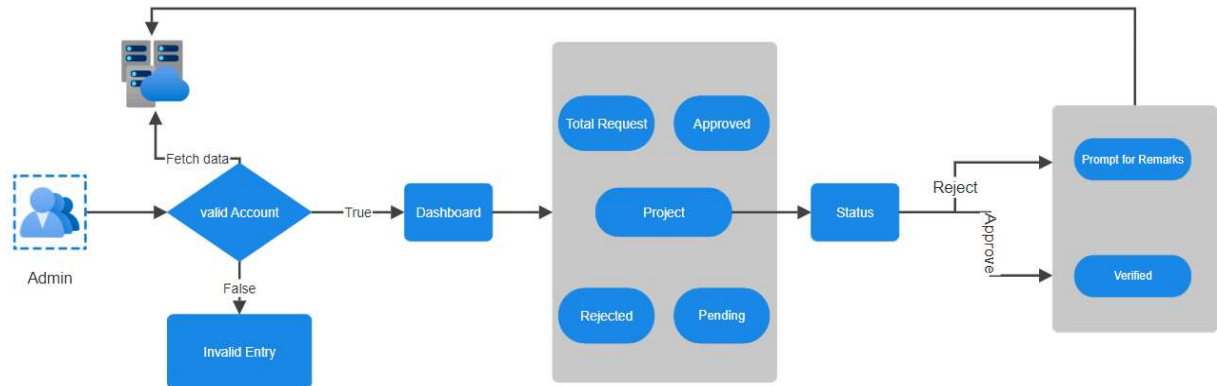 Total Request
Approved
Fetch data
Prompt for Remarks
Reject
valid Account
True
Dashboard
Project
Status
Approve
Admin
False
Verified
Rejected
Pending
Invalid Entry